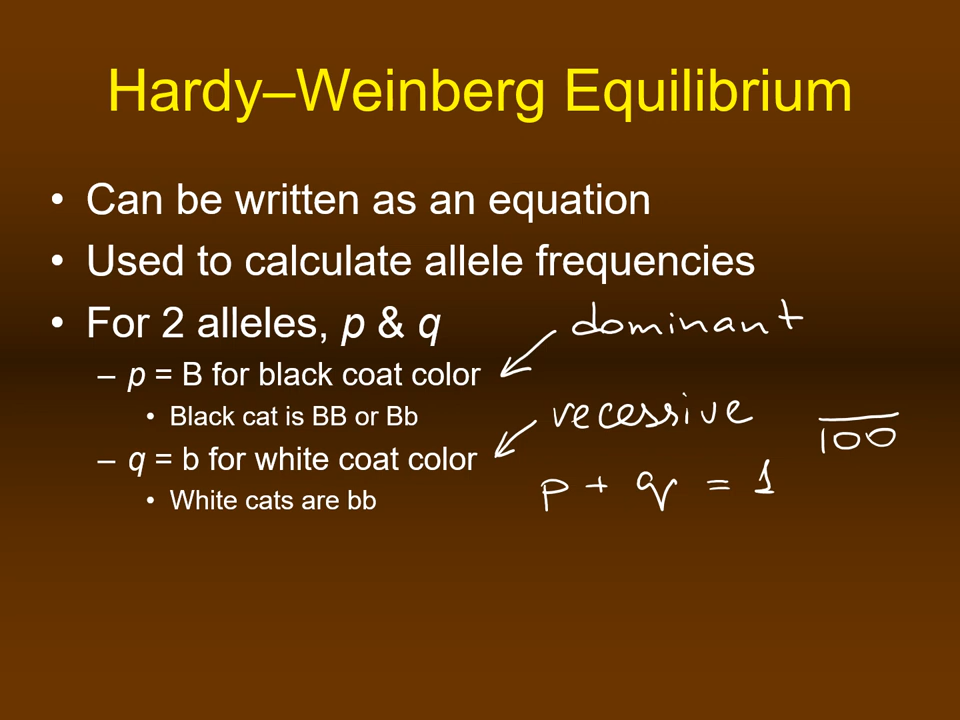 Hardy–Weinberg Equilibrium
• Can be written as an equation
• Used to calculate allele frequencies
• For 2 alleles, p & q
dominant
– p = B for black coat color
• Black cat is BB or Bb
recessive
100
– q = b for white coat color
p + q = 1
• White cats are bb